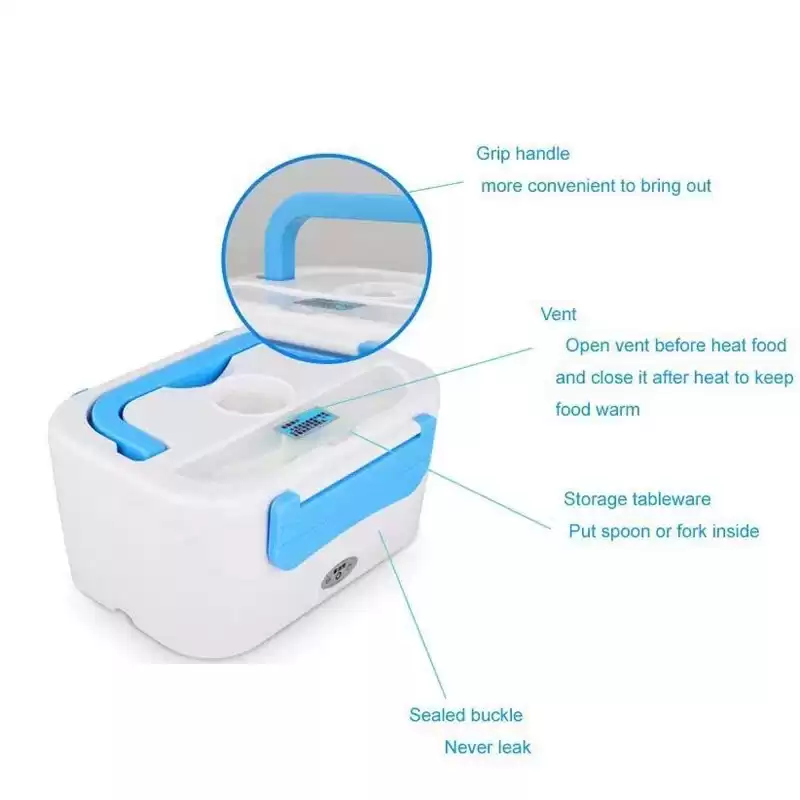 Grip handle
more convenient to bring out
Vent
Open vent before heat food
and close it after heat to keep
food warm
Storage tableware
Put spoon or fork inside
Sealed buckle
Never leak